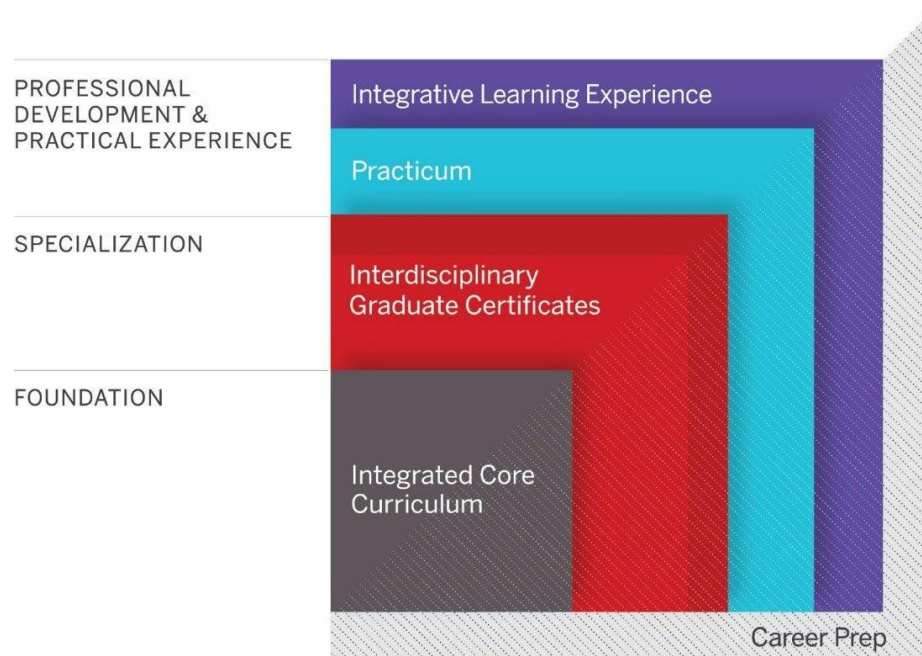 PROFESSIONAL
DEVELOPMENT &
PRACTICAL EXPERIENCE
Integrative Learning Experience
Practicum
SPECIALIZATION
Interdisciplinary
Graduate Certificates
FOUNDATION
Integrated Core
Curriculum
Career Prep